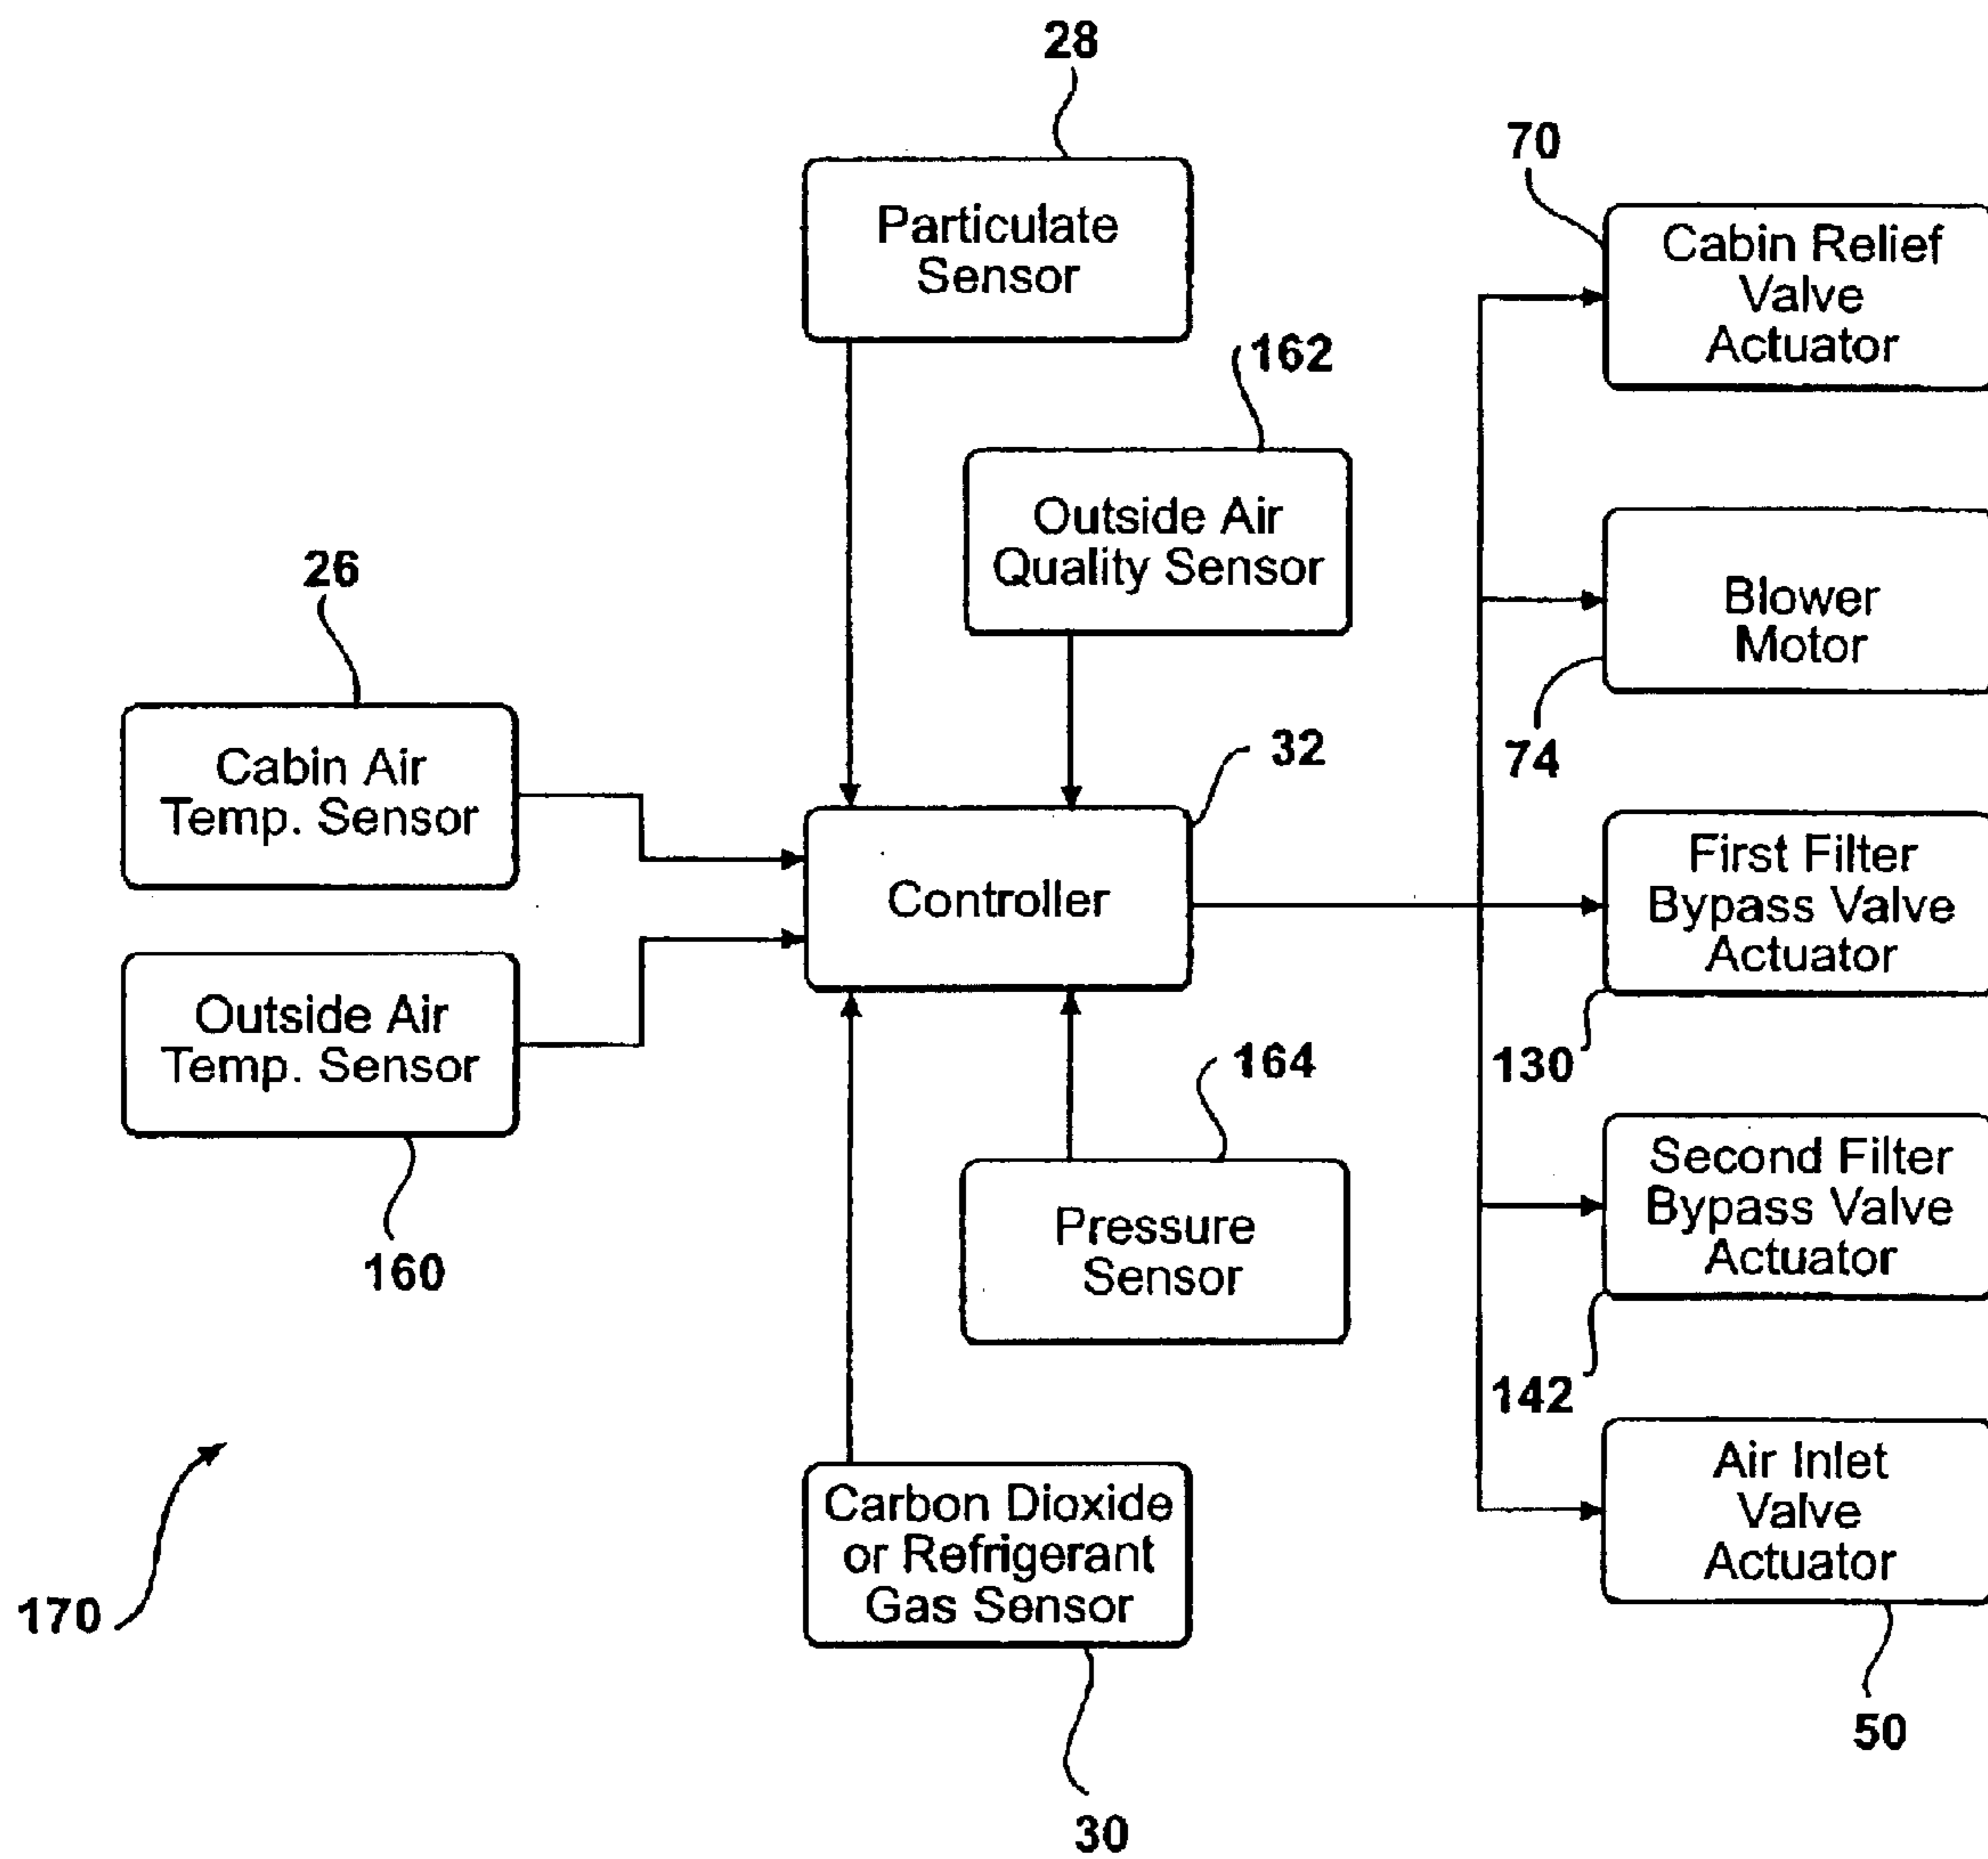 28
Particulate
Sensor
162
Outside Air
Quality Sensor
26
Cabin Air
Temp. Sensor
Outside Air
Temp. Sensor
160
32
Controller
164
Pressure
Sensor
Carbon Dioxide
or Refrigerant
Gas Sensor
30
170
70
Cabin Relief
Valve
Actuator
Blower
Motor
74
First Filter
Bypass Valve
Actuator
130
Second Filter
Bypass Valve
Actuator
142
Air Inlet
Valve
Actuator
50